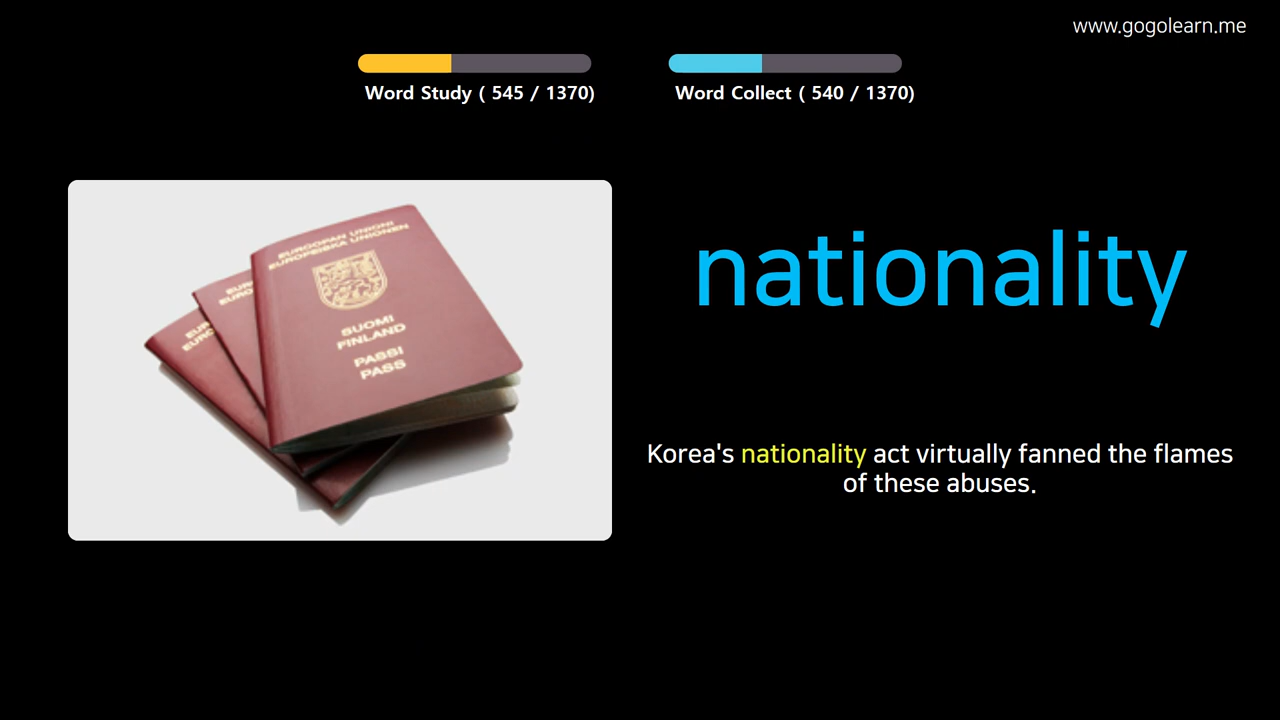 www.gogolearn.me
Word Study ( 545 / 1370)
Word Collect ( 540 / 1370)
EUROOPAN UNIONI
EUROPEISKA UNIONEN
SUOMI
FINLAND
PASSI
PASS
nationality
Korea's nationality act virtually fanned the flames
of these abuses.